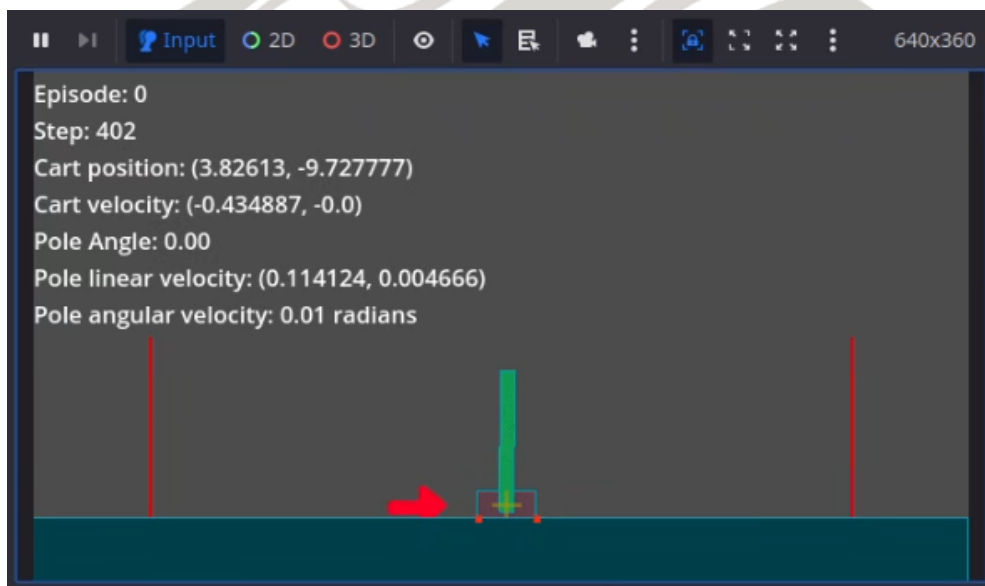 Input 2D 3D 640x360
Episode: 0
Step: 402
Cart position: (3.82613, -9.727777)
Cart velocity: (-0.434887, -0.0)
Pole Angle: 0.00
Pole linear velocity: (0.114124, 0.004666)
Pole angular velocity: 0.01 radians